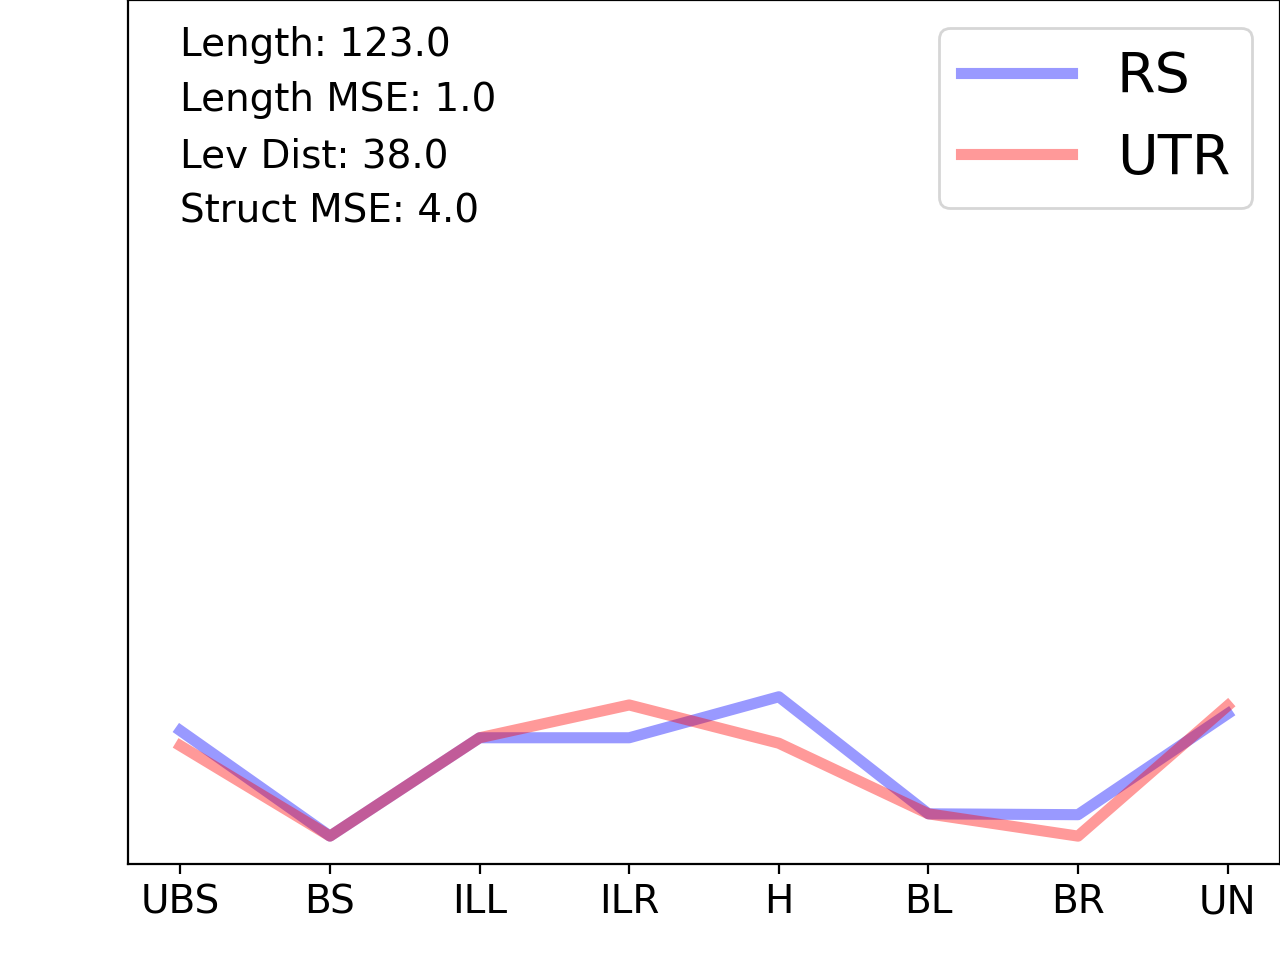 Length: 123.0
Length MSE: 1.0
Lev Dist: 38.0
Struct MSE: 4.0
RS
UTR
UBS BS ILL ILR H BL BR UN